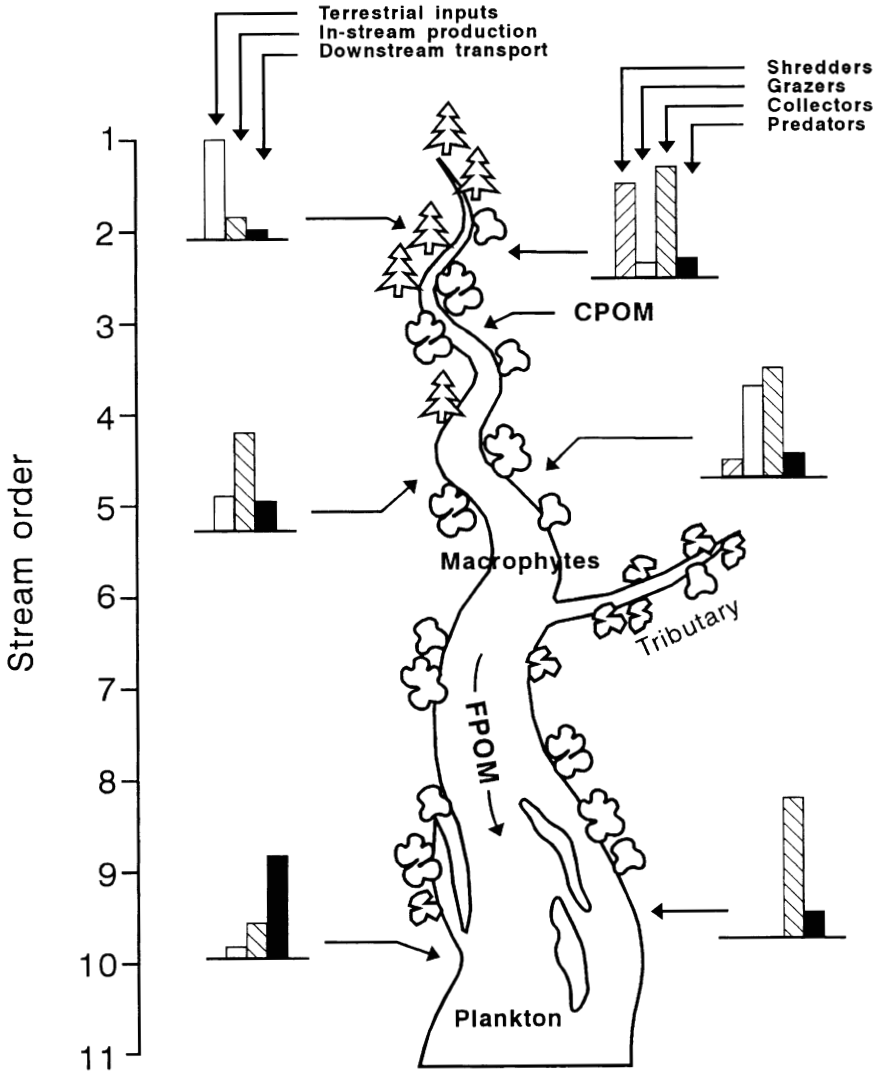 Terrestrial inputs
In-stream production
Downstream transport
Shredders
Grazers
Collectors
Predators
1
2
3
4
5
6
7
8
9
10
11
Stream order
CPOM
Macrophytes
Tributary
FPOM
Plankton